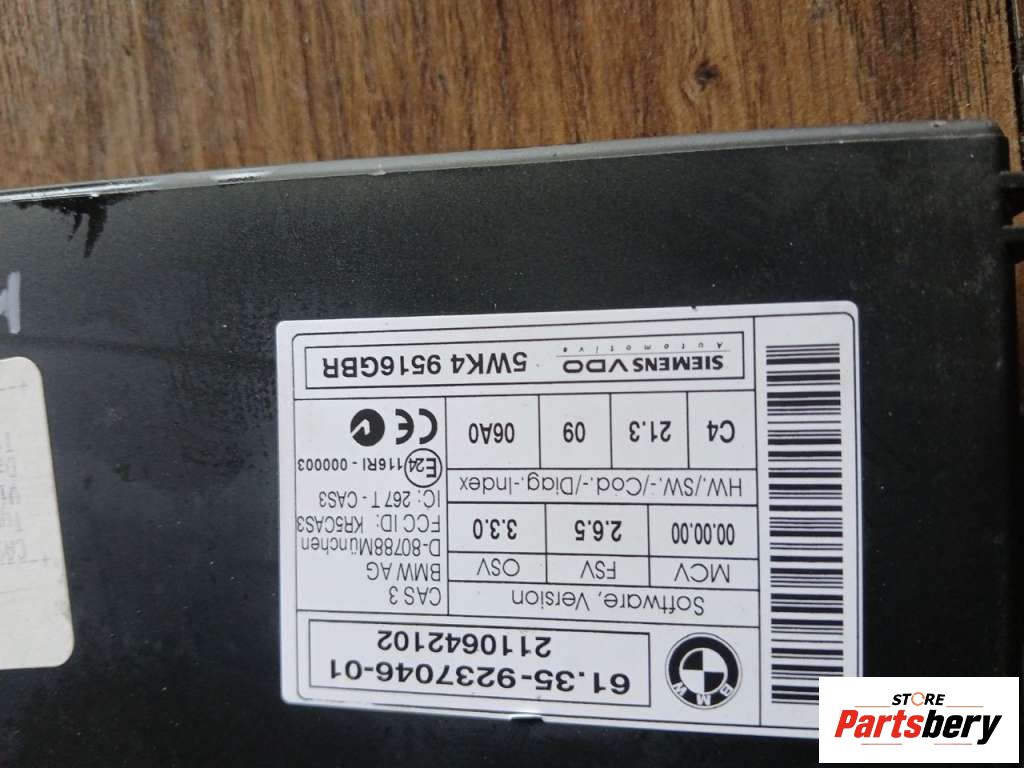 61.35-9237046-01
2110642102
BMW
Software, Version
MCV FSV OSV
00.00.00 2.6.5 3.3.0
HW./SW.-/Cod.-/Diag.-Index
C4 21.3 09 06A0
CAS 3
BMW AG
D-80788München
FCC ID: KR5CAS3
IC: 267T-CAS3
E24 116RI - 000003
CE
SIEMENS VDO
Automotive
5WK4 9516GBR
STORE
Partsbery